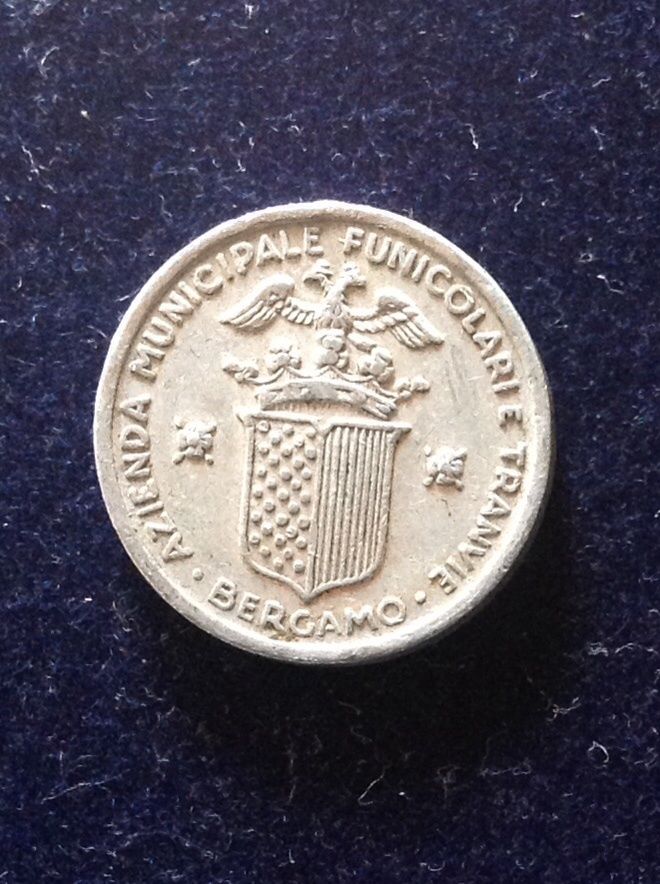 AZIENDA MUNICIPALE FUNICOLARI E TRANVIE
· BERGAMO ·